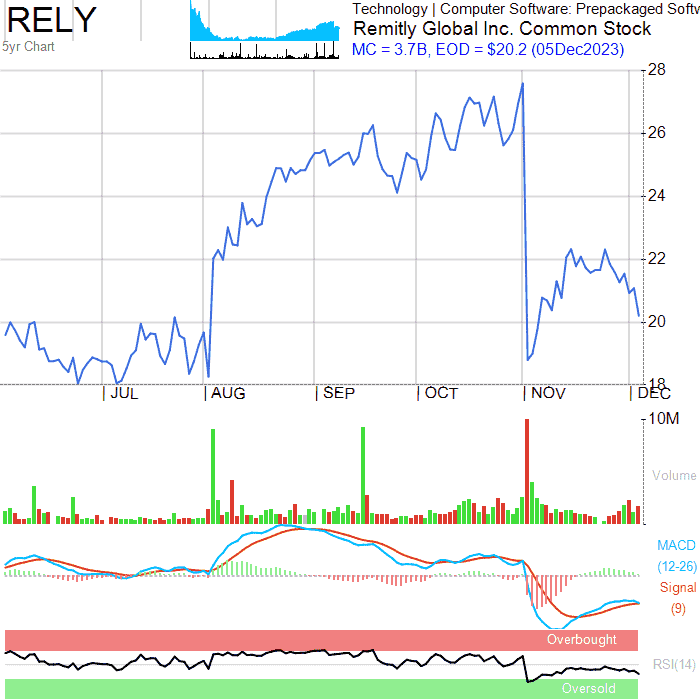 RELY
5yr Chart
Technology | Computer Software: Prepackaged Softw
Remitly Global Inc. Common Stock
MC = 3.7B, EOD = $20.2 (05Dec2023)
28
26
24
22
20
18
| JUL | AUG | SEP | OCT | NOV | DEC
10M
Volume
MACD
(12-26)
Signal
(9)
Overbought
RSI(14)
Oversold